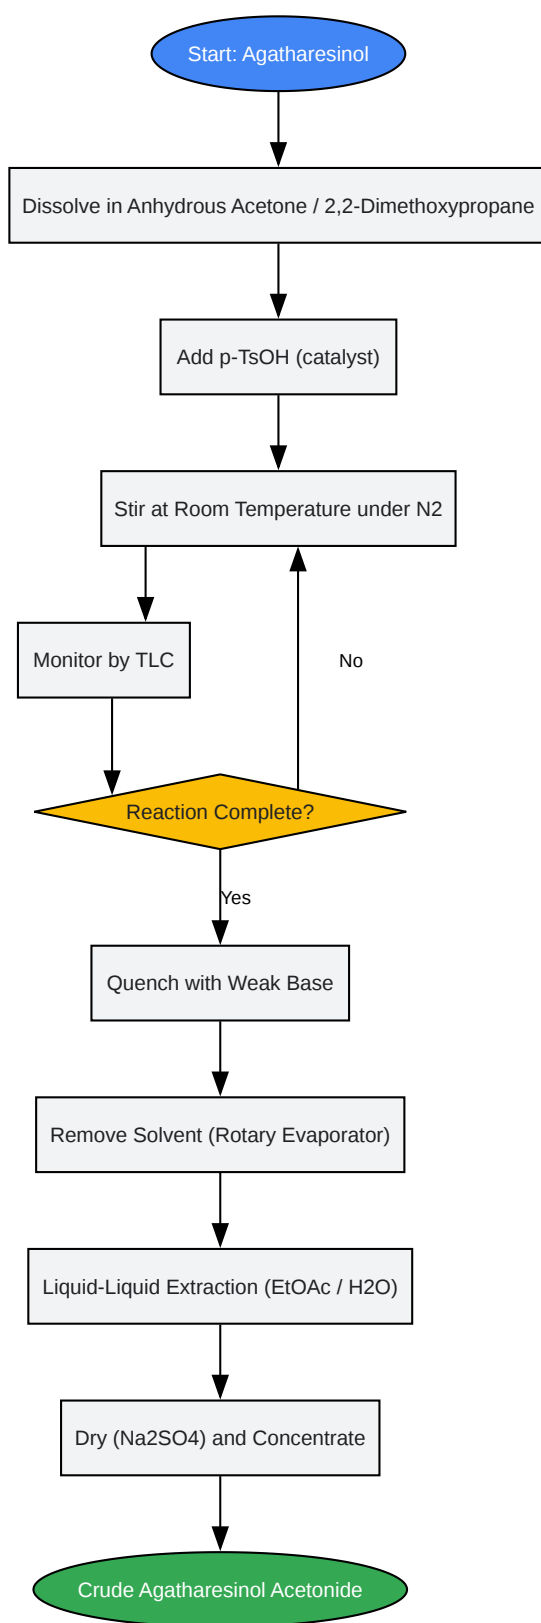 Start: Agatharesinol
Dissolve in Anhydrous Acetone / 2,2-Dimethoxypropane
Add p-TsOH (catalyst)
Stir at Room Temperature under N2
Monitor by TLC
No
Reaction Complete?
Yes
Quench with Weak Base
Remove Solvent (Rotary Evaporator)
Liquid-Liquid Extraction (EtOAc / H2O)
Dry (Na2SO4) and Concentrate
Crude Agatharesinol Acetonide